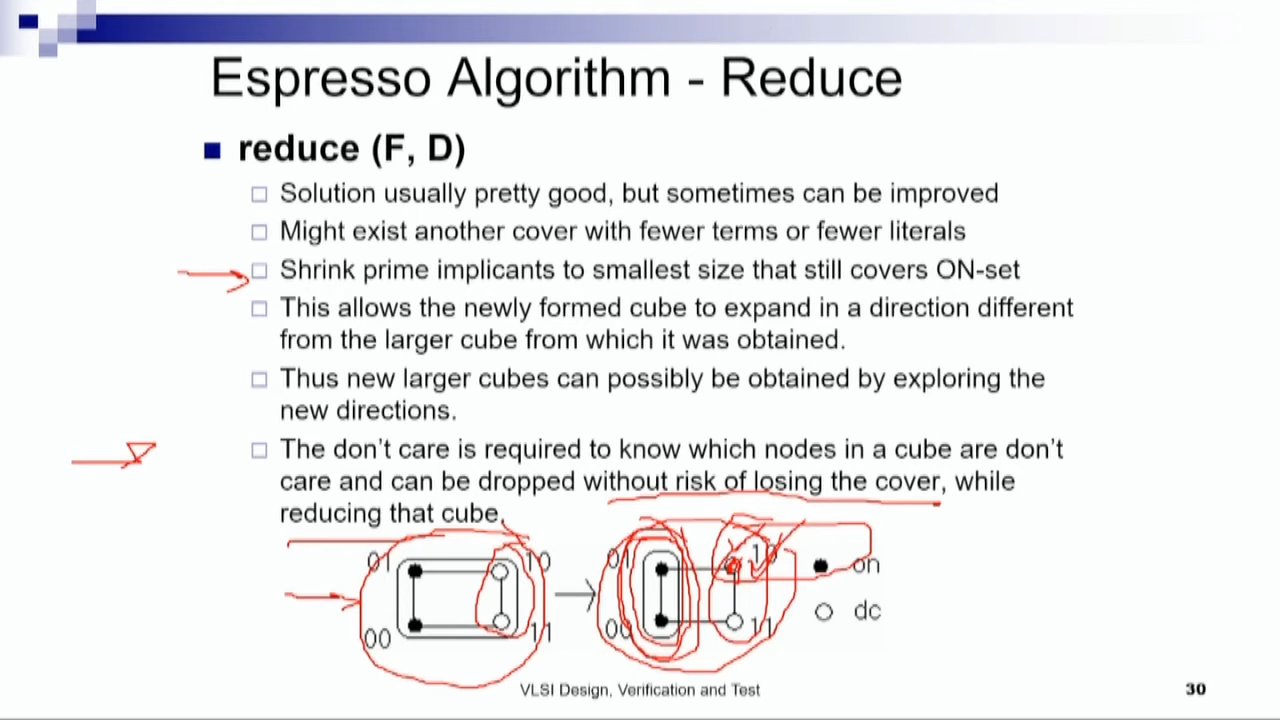 Espresso Algorithm - Reduce
reduce (F, D)
Solution usually pretty good, but sometimes can be improved
Might exist another cover with fewer terms or fewer literals
Shrink prime implicants to smallest size that still covers ON-set
This allows the newly formed cube to expand in a direction different
from the larger cube from which it was obtained.
Thus new larger cubes can possibly be obtained by exploring the
new directions.
The don't care is required to know which nodes in a cube are don't
care and can be dropped without risk of losing the cover, while
reducing that cube.
01 10 01 10 on
00 11 00 11 dc
VLSI Design, Verification and Test 30